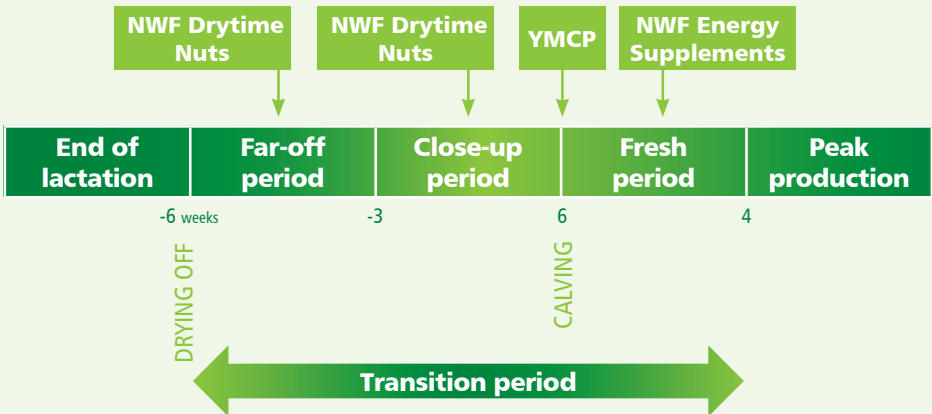 NWF Drytime
Nuts
NWF Drytime
Nuts
YMCP
NWF Energy
Supplements
End of
lactation
Far-off
period
Close-up
period
Fresh
period
Peak
production
-6 weeks
-3
6
4
DRYING OFF
CALVING
Transition period